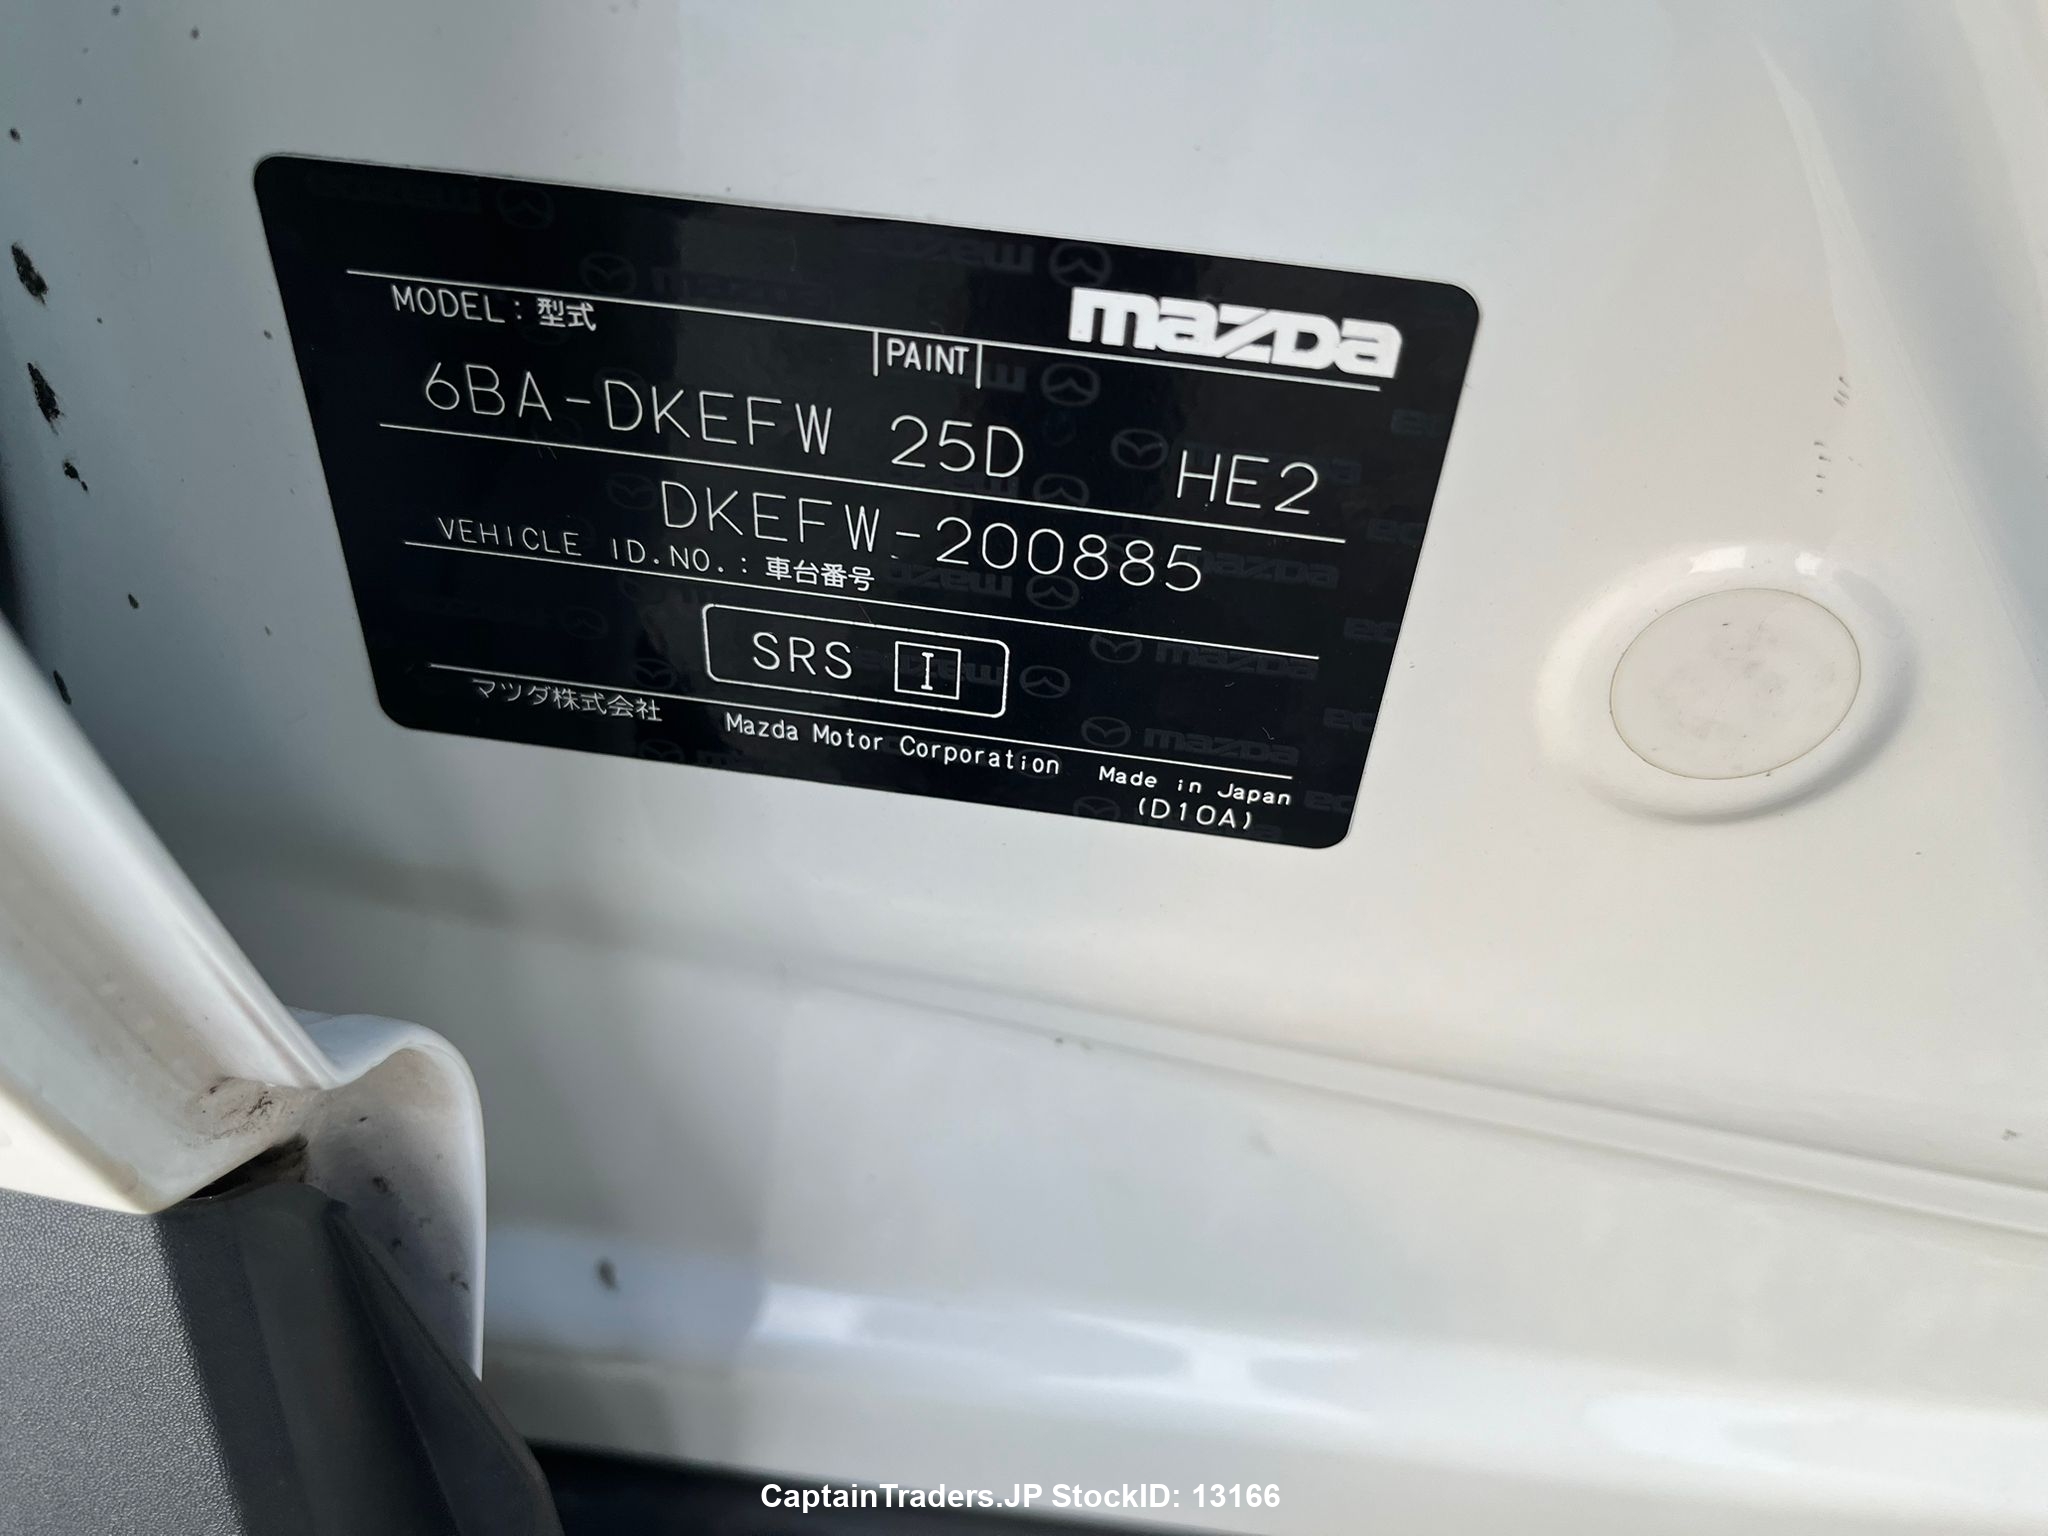 mazda
MODEL : 型式
PAINT
6BA-DKEFW 25D HE2
DKEFW-200885
VEHICLE ID.NO. : 車台番号
SRS I
マツダ株式会社 Mazda Motor Corporation Made in Japan
(D10A)
CaptainTraders.JP StockID: 13166